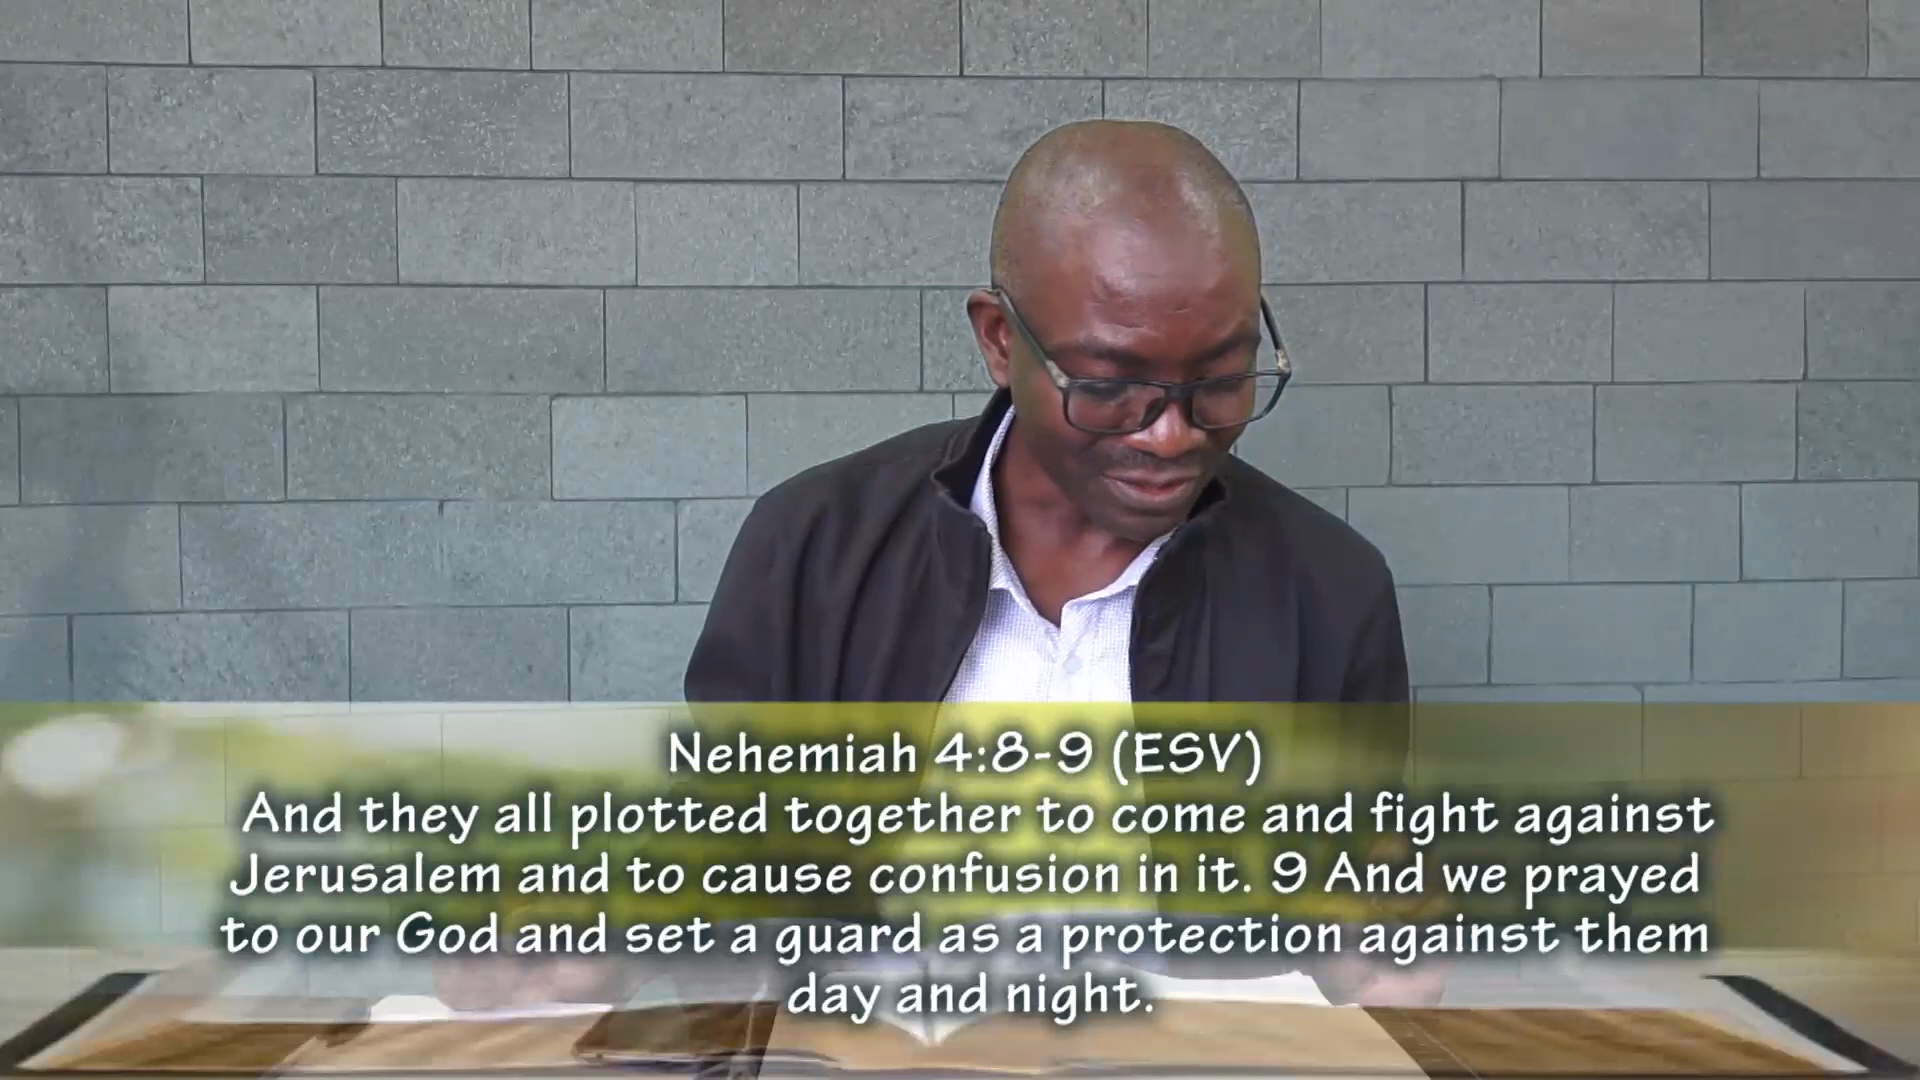 Nehemiah 4:8-9 (ESV)
And they all plotted together to come and fight against
Jerusalem and to cause confusion in it. 9 And we prayed
to our God and set a guard as a protection against them
day and night.